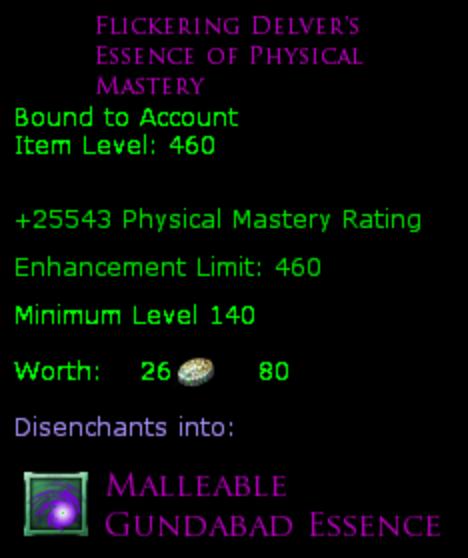 Flickering Delver's
Essence of Physical
Mastery
Bound to Account
Item Level: 460
+25543 Physical Mastery Rating
Enhancement Limit: 460
Minimum Level 140
Worth: 26 80
Disenchants into:
Malleable
Gundabad Essence